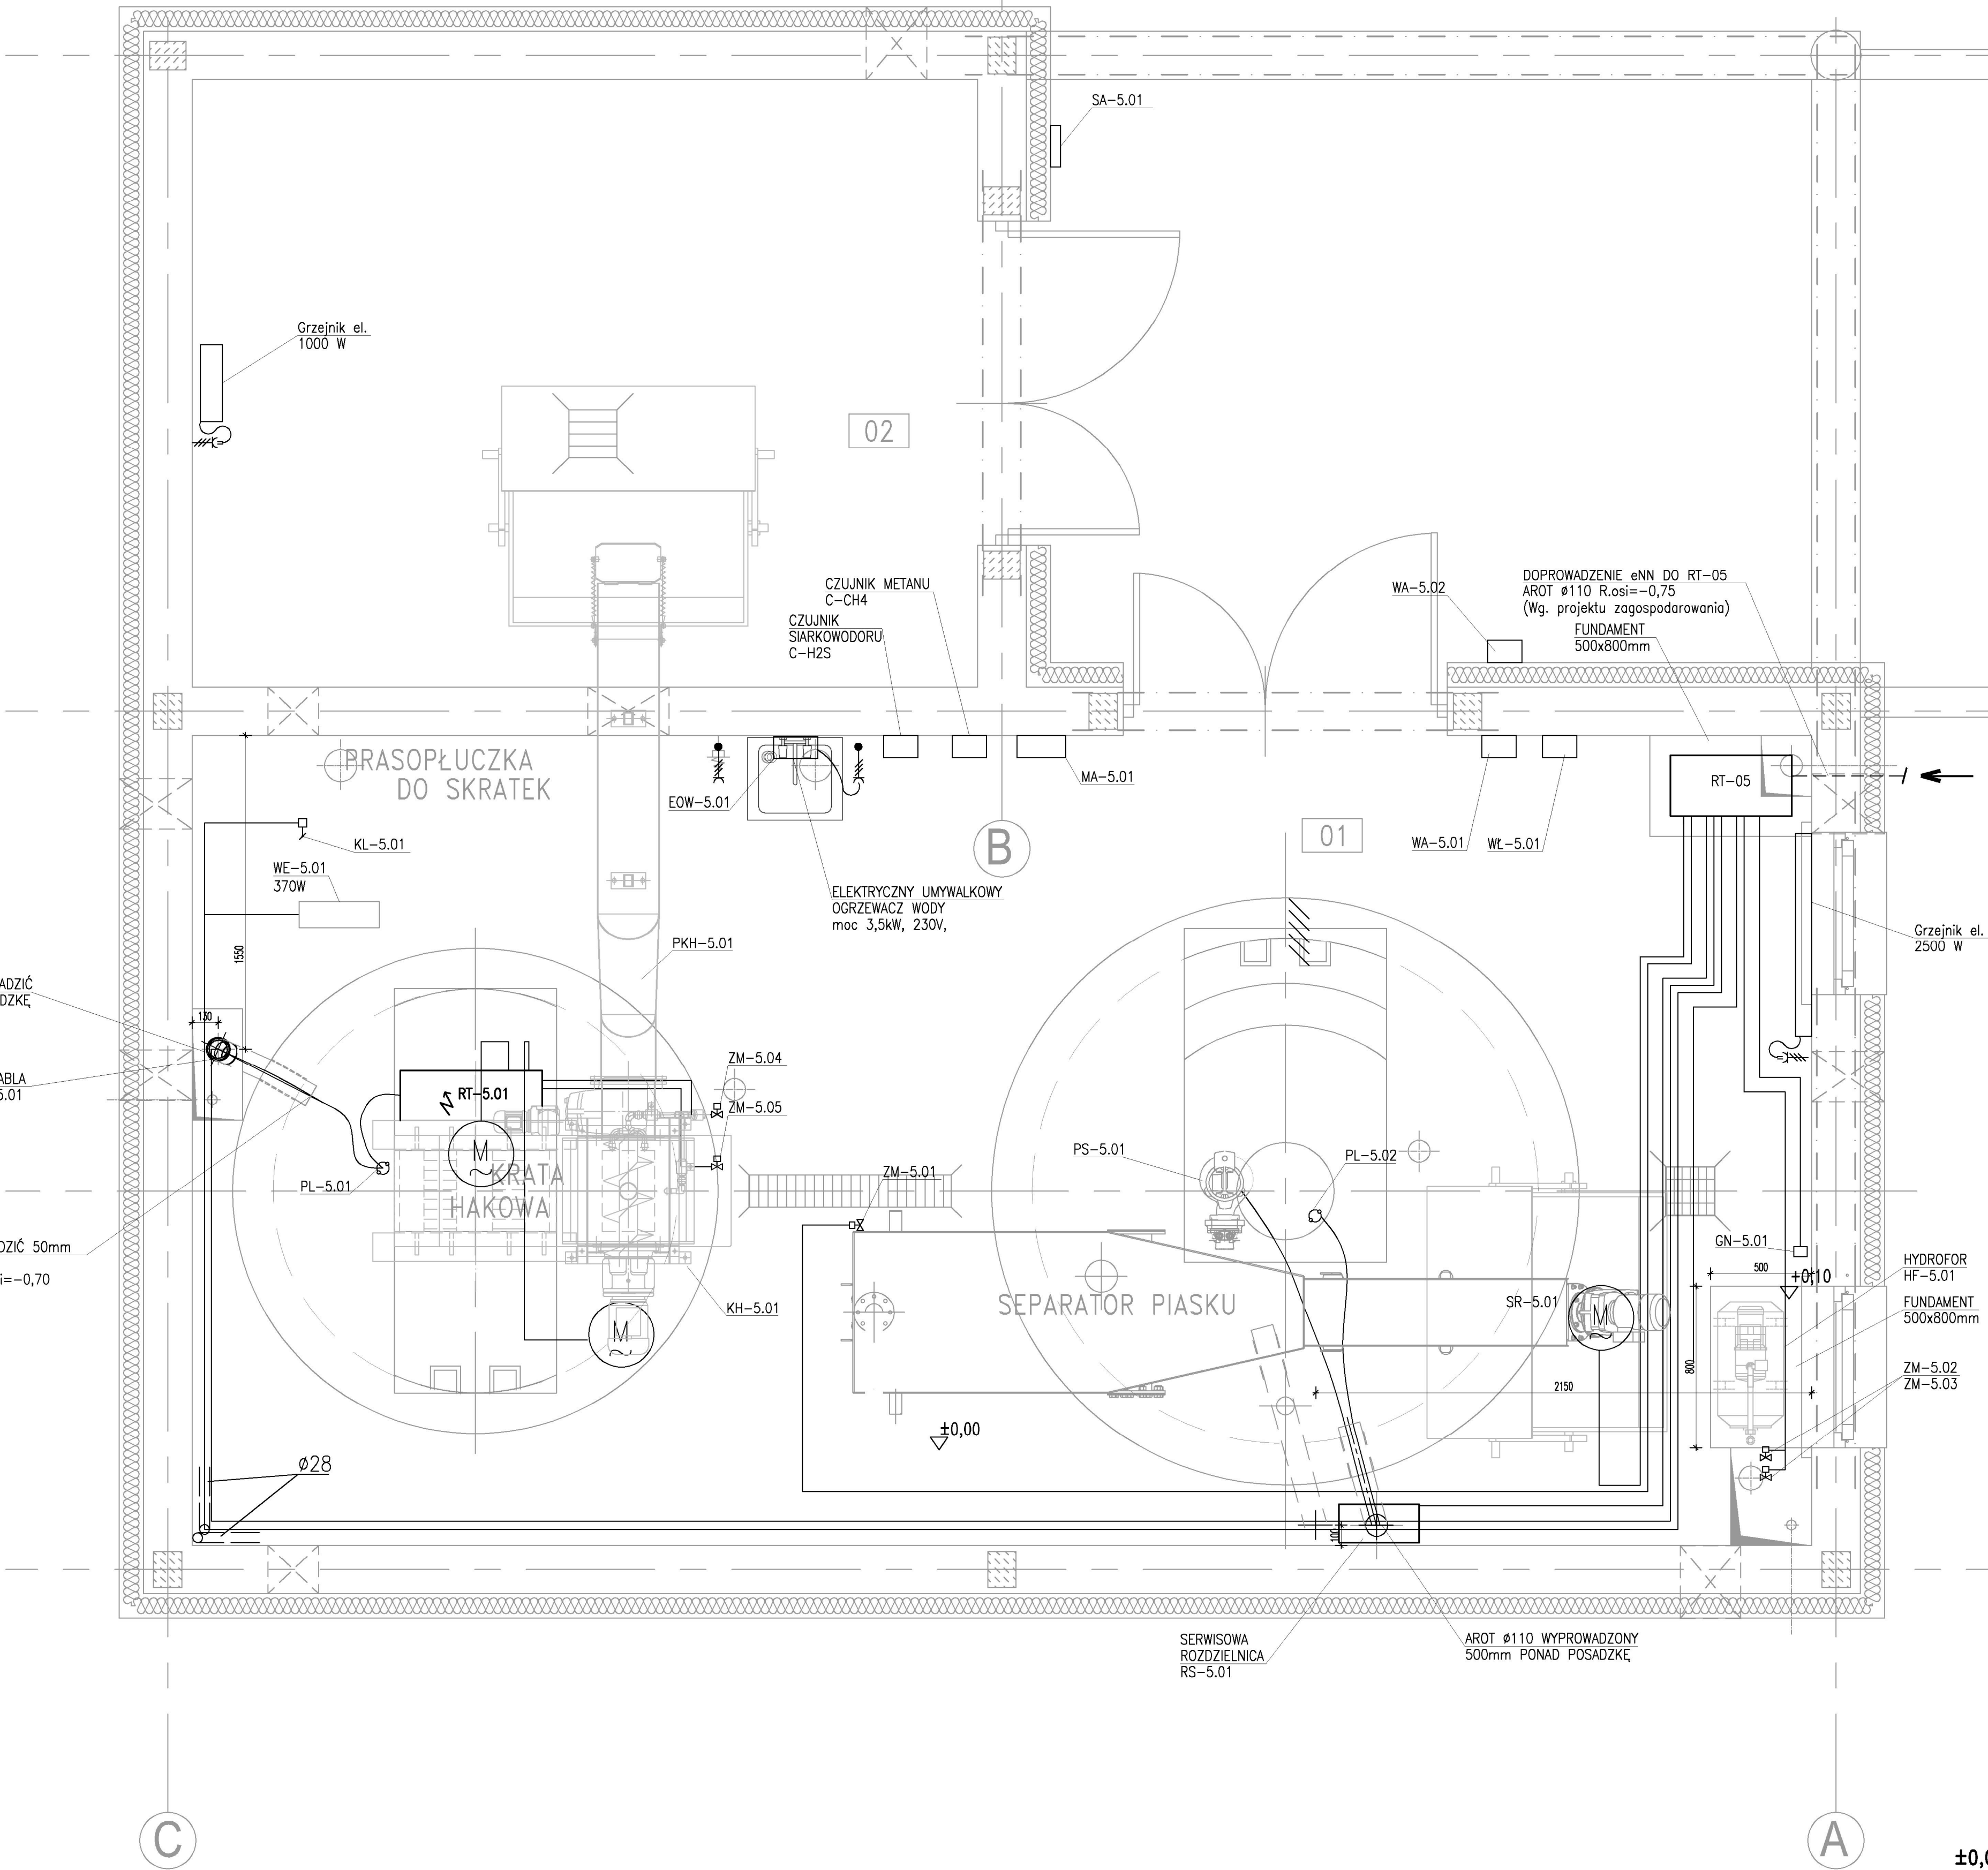 SA-5.01
Grzejnik el.
1000 W
02
CZUJNIK METANU
C-CH4
CZUJNIK
SIARKOWODORU
C-H2S
WA-5.02
DOPROWADZENIE eNN DO RT-05
AROT ø110 R.osi=-0,75
(Wg. projektu zagospodarowania)
FUNDAMENT
500x800mm
PRASOPŁUCZKA
DO SKRATEK
EOW-5.01
MA-5.01
RT-05
KL-5.01
B
01
WA-5.01
WŁ-5.01
WE-5.01
370W
ELEKTRYCZNY UMYWALKOWY
OGRZEWACZ WODY
moc 3,5kW, 230V,
PKH-5.01
1550
Grzejnik el.
2500 W
ADZIĆ
DZKĘ
130
ABLA
5.01
RT-5.01
ZM-5.04
ZM-5.05
M
~
KRATA
HAKOWA
PL-5.01
PS-5.01
PL-5.02
ZM-5.01
DZIĆ 50mm
i=-0,70
GN-5.01
500
+0,10
HYDROFOR
HF-5.01
FUNDAMENT
500x800mm
KH-5.01
M
~
SEPARATOR PIASKU
SR-5.01
M
~
800
2150
ZM-5.02
ZM-5.03
±0,00
ø28
100
SERWISOWA
ROZDZIELNICA
RS-5.01
AROT ø110 WYPROWADZONY
500mm PONAD POSADZKĘ
C
A
±0,0